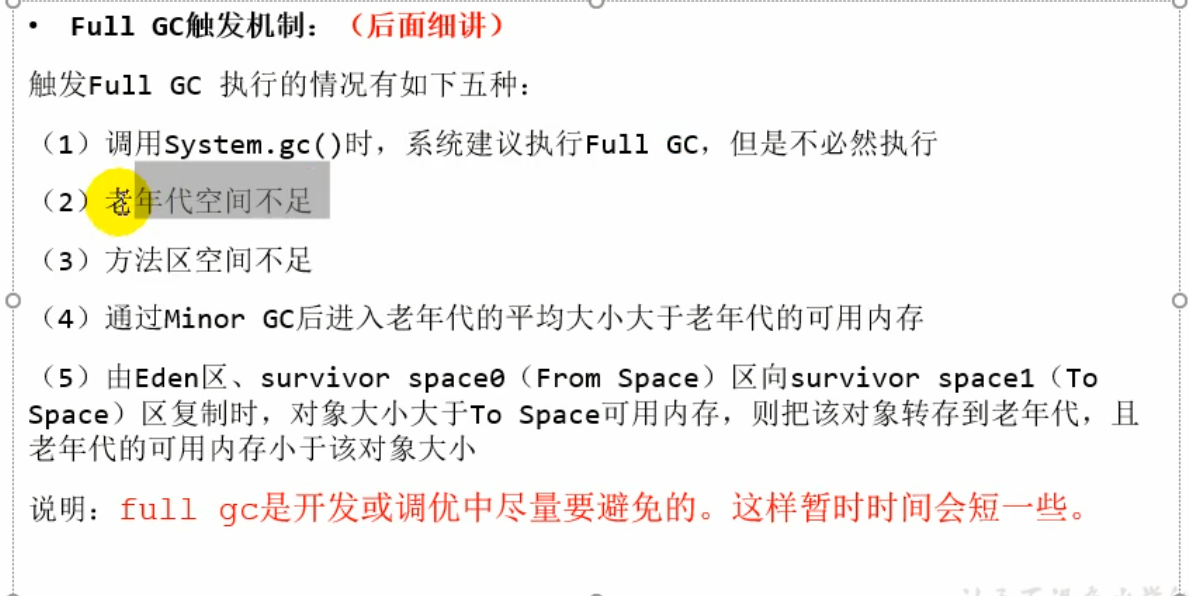 • Full GC触发机制：（后面细讲）
触发Full GC 执行的情况有如下五种：
（1）调用System.gc()时，系统建议执行Full GC，但是不必然执行
（2）老年代空间不足
（3）方法区空间不足
（4）通过Minor GC后进入老年代的平均大小大于老年代的可用内存
（5）由Eden区、survivor space0（From Space）区向survivor space1（To
Space）区复制时，对象大小大于To Space可用内存，则把该对象转存到老年代，且
老年代的可用内存小于该对象大小
说明：full gc是开发或调优中尽量要避免的。这样暂时时间会短一些。